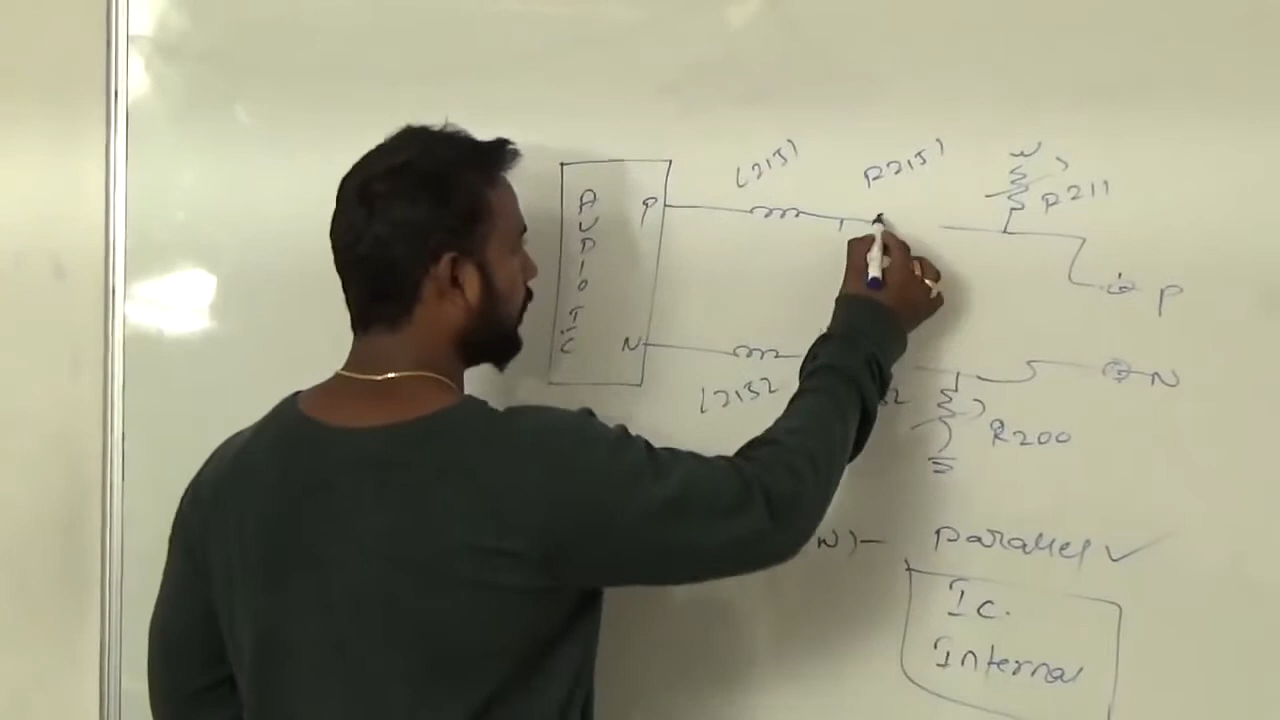 L2151
R2151
R211
AUDIO IC
P
P
N
N
L2152
R200
W) - Parallel ✓
Ic.
Internal